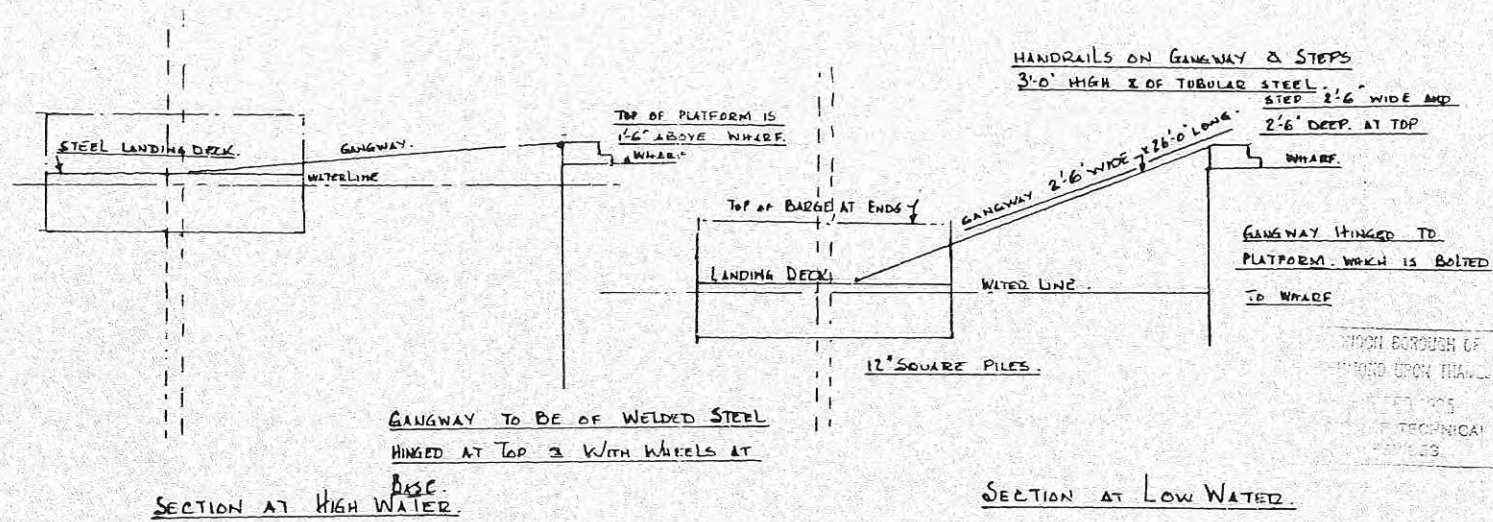 HANDRAILS ON GANGWAY & STEPS
3'-0" HIGH & OF TUBULAR STEEL.
STEP 2'-6" WIDE AND
2'-6" DEEP. AT TOP
TOP OF PLATFORM IS
1'-6" ABOVE WHARF.
WHARF
STEEL LANDING DECK.
GANGWAY.
WATERLINE
GANGWAY 2'-6" WIDE x 26'-0" LONG.
WHARF.
TOP OF BARGE AT ENDS
LANDING DECK
WATER LINE.
GANGWAY HINGED TO
PLATFORM. WHICH IS BOLTED
TO WHARF
12" SQUARE PILES.
GANGWAY TO BE OF WELDED STEEL
HINGED AT TOP & WITH WHEELS AT
BASE.
SECTION AT HIGH WATER.
SECTION AT LOW WATER.
BOROUGH OF
UPON THAMES
TECHNICAL